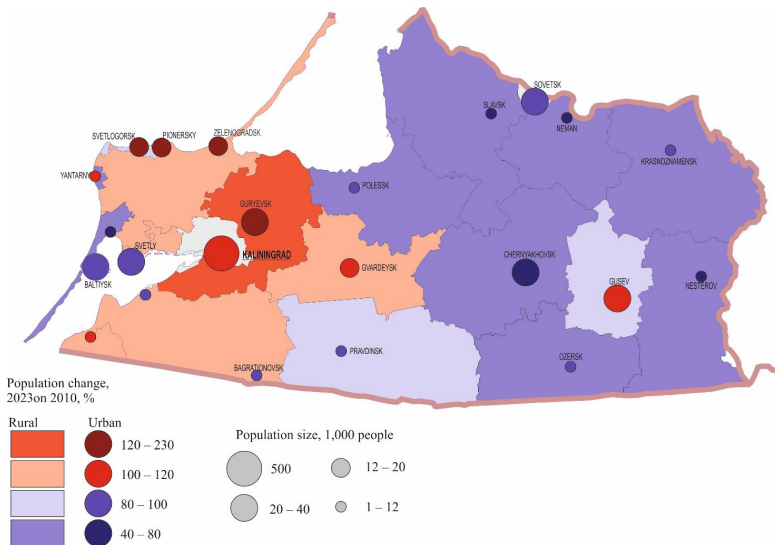 SOVETSK
SLAVSK
NEMAN
SVETLOGORSK
PIONERSKY
ZELENOGRADSK
KRASNOZNAMENSK
YANTARNY
POLESSK
GURYEVSK
SVETLY
KALININGRAD
CHERNYAKHOVSK
BALTIYSK
GVARDEYSK
GUSEV
NESTEROV
PRAVDINSK
OZERSK
BAGRATIONOVSK
Population change,
2023on 2010, %
Rural Urban
120 – 230
100 – 120
80 – 100
40 – 80
Population size, 1,000 people
500 12 – 20
20 – 40 1 – 12